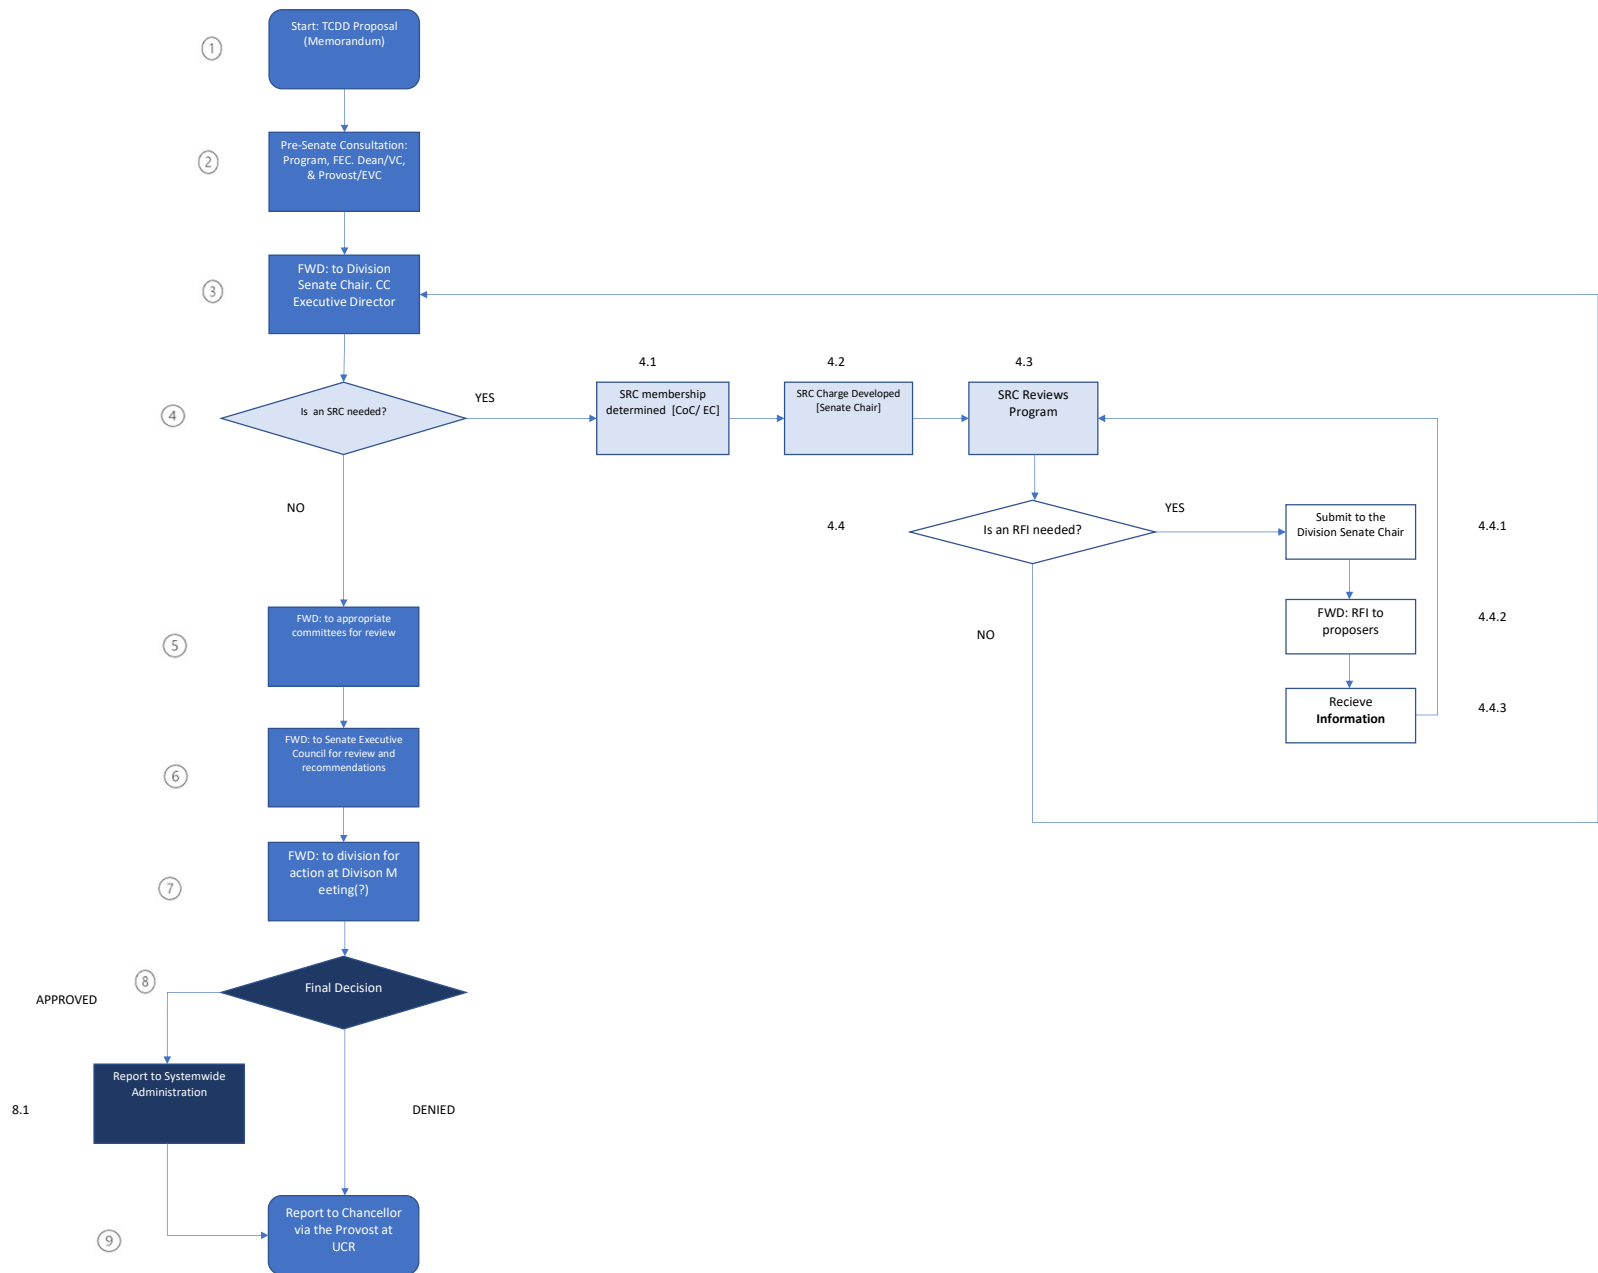 Start: TCDD Proposal
(Memorandum)
1
Pre-Senate Consultation:
Program, FEC. Dean/VC,
& Provost/EVC
2
FWD: to Division
Senate Chair. CC
Executive Director
3
4.1
4.2
4.3
Is  an SRC needed?
YES
SRC membership
determined  [CoC/ EC]
SRC Charge Developed
[Senate Chair]
SRC Reviews
Program
4
NO
4.4
Is an RFI needed?
YES
Submit to the
Division Senate Chair
4.4.1
FWD: RFI to
proposers
4.4.2
NO
Recieve
Information
4.4.3
FWD: to appropriate
committees for review
5
FWD: to Senate Executive
Council for review and
recommendations
6
FWD: to division for
action at Divison M
eeting(?)
7
8
Final Decision
APPROVED
Report to Systemwide
Administration
8.1
DENIED
Report to Chancellor
via the Provost at
UCR
9